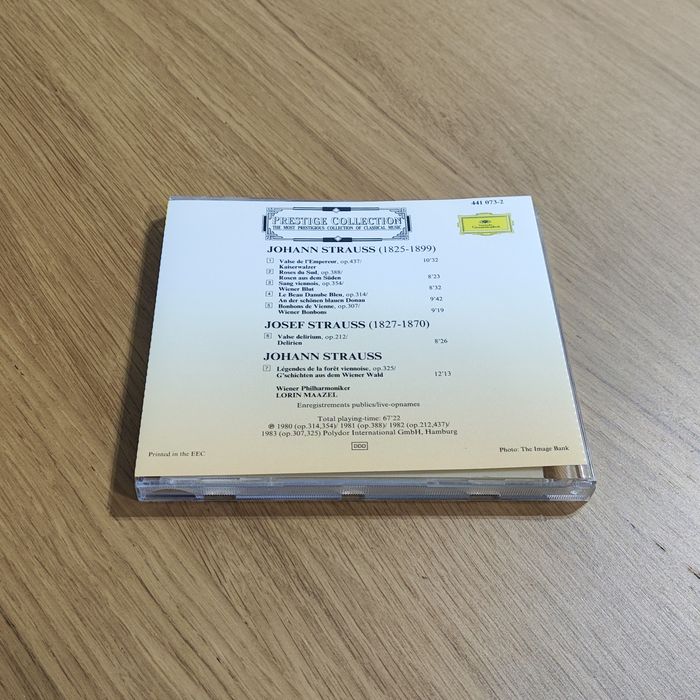 441 073-2
PRESTIGE COLLECTION
THE MOST PRESTIGIOUS COLLECTION OF CLASSICAL MUSIC
Deutsche Grammophon
JOHANN STRAUSS (1825-1899)
1 Valse de l'Empereur, op.437/ 10'32
Kaiserwalzer
2 Roses du Sud, op.388/
Rosen aus dem Süden 8'23
3 Sang viennois, op.354/
Wiener Blut 8'32
4 Le Beau Danube Bleu, op.314/
An der schönen blauen Donau 9'42
5 Bonbons de Vienne, op.307/
Wiener Bonbons 9'19
JOSEF STRAUSS (1827-1870)
6 Valse delirium, op.212/
Delirien 8'26
JOHANN STRAUSS
7 Légendes de la forêt viennoise, op.325/
G'schichten aus dem Wiener Wald 12'13
Wiener Philharmoniker
LORIN MAAZEL
Enregistrements publics/live-opnames
Total playing-time: 67'22
℗ 1980 (op.314,354)/ 1981 (op.388)/ 1982 (op.212,437)/
1983 (op.307,325) Polydor International GmbH, Hamburg
DDD
Printed in the EEC
Photo: The Image Bank